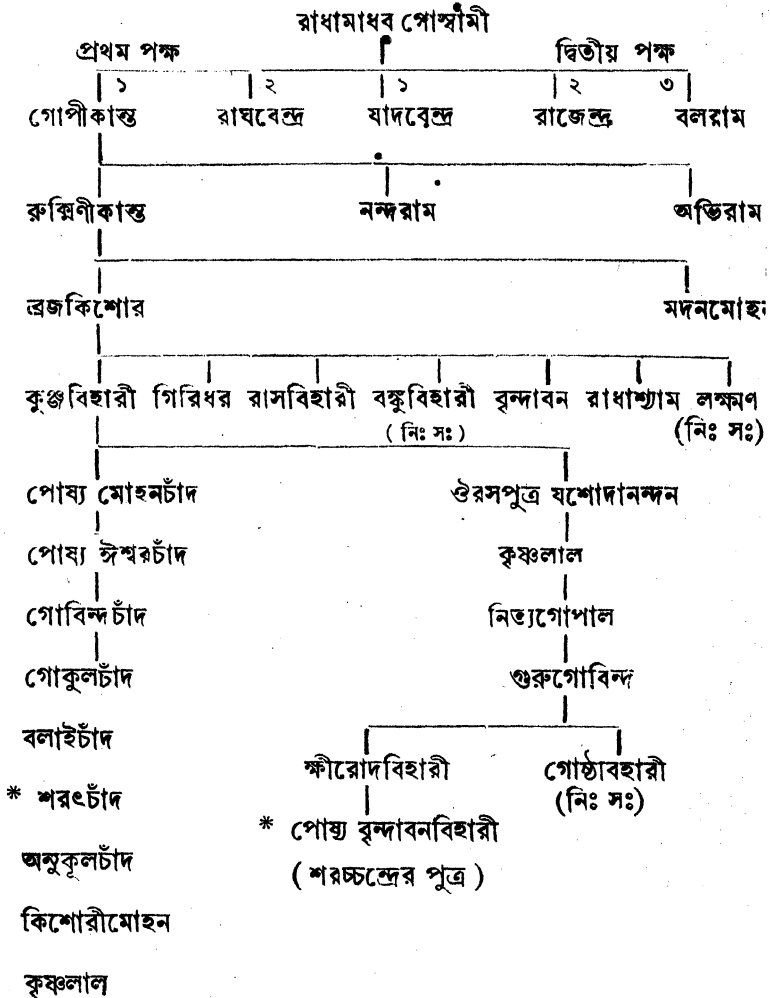 রাধামাধব গোস্বামী
প্রথম পক্ষ দ্বিতীয় পক্ষ
১ ২ ১ ২ ৩
গোপীকান্ত রাঘবেন্দ্র যাদবেন্দ্র রাজেন্দ্র বলরাম
রুক্মিণীকান্ত নন্দরাম অভিরাম
ব্রজকিশোর মদনমোহন
কুঞ্জবিহারী গিরিধর রাসবিহারী বঙ্কুবিহারী বৃন্দাবন রাধাশ্যাম লক্ষ্মণ
( নিঃ সঃ ) (নিঃ সঃ)
পোষ্য মোহনচাঁদ ঔরসপুত্র যশোদানন্দন
পোষ্য ঈশ্বরচাঁদ কৃষ্ণলাল
গোবিন্দচাঁদ নিত্যগোপাল
গোকুলচাঁদ গুরুগোবিন্দ
বলাইচাঁদ
ক্ষীরোদবিহারী গোষ্ঠাবহারী
* শরৎচাঁদ (নিঃ সঃ)
* পোষ্য বৃন্দাবনবিহারী
অনুকূলচাঁদ
( শরচ্চন্দ্রের পুত্র )
কিশোরীমোহন
কৃষ্ণলাল